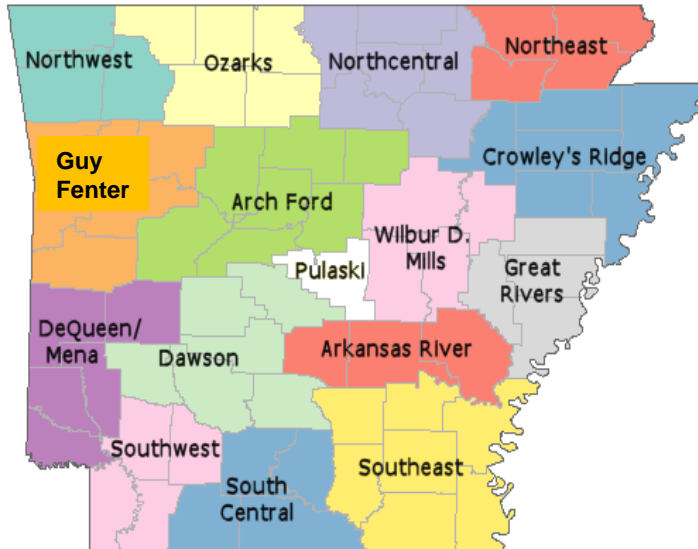 Northwest
Ozarks
Northcentral
Northeast
Guy
Fenter
Crowley's Ridge
Arch Ford
Wilbur D.
Mills
Pulaski
Great
Rivers
DeQueen/
Mena
Dawson
Arkansas River
Southwest
Southeast
South
Central